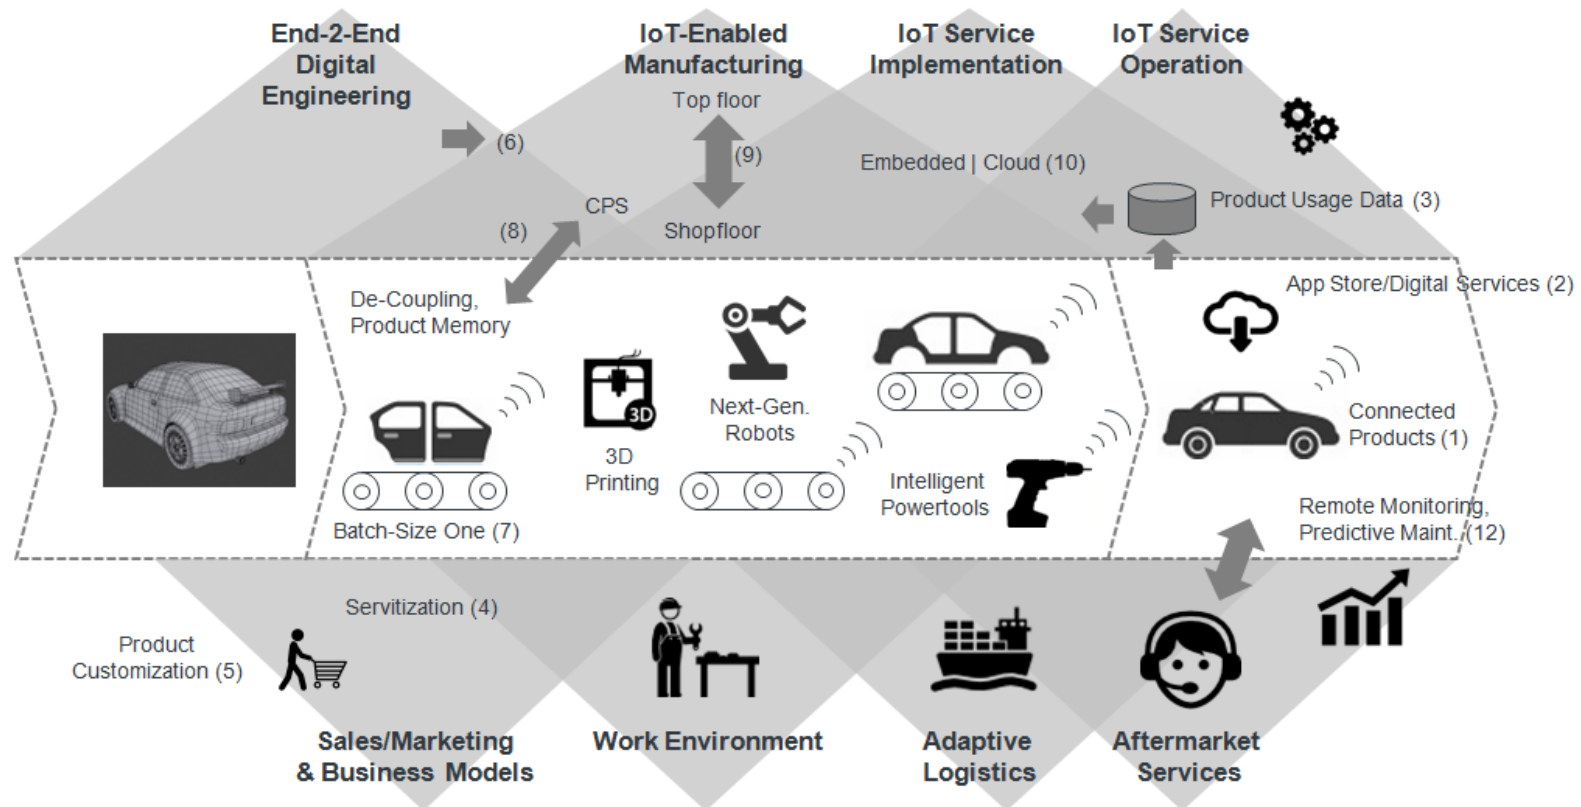 End-2-End
Digital
Engineering
IoT-Enabled
Manufacturing
IoT Service
Implementation
IoT Service
Operation
Top floor
(6)
(9)
Embedded | Cloud (10)
CPS
Product Usage Data (3)
(8)
Shopfloor
De-Coupling,
Product Memory
App Store/Digital Services (2)
3D
Next-Gen.
Robots
Connected
Products (1)
3D
Printing
Intelligent
Powertools
Batch-Size One (7)
Remote Monitoring,
Predictive Maint. (12)
Servitization (4)
Product
Customization (5)
Sales/Marketing
& Business Models
Work Environment
Adaptive
Logistics
Aftermarket
Services